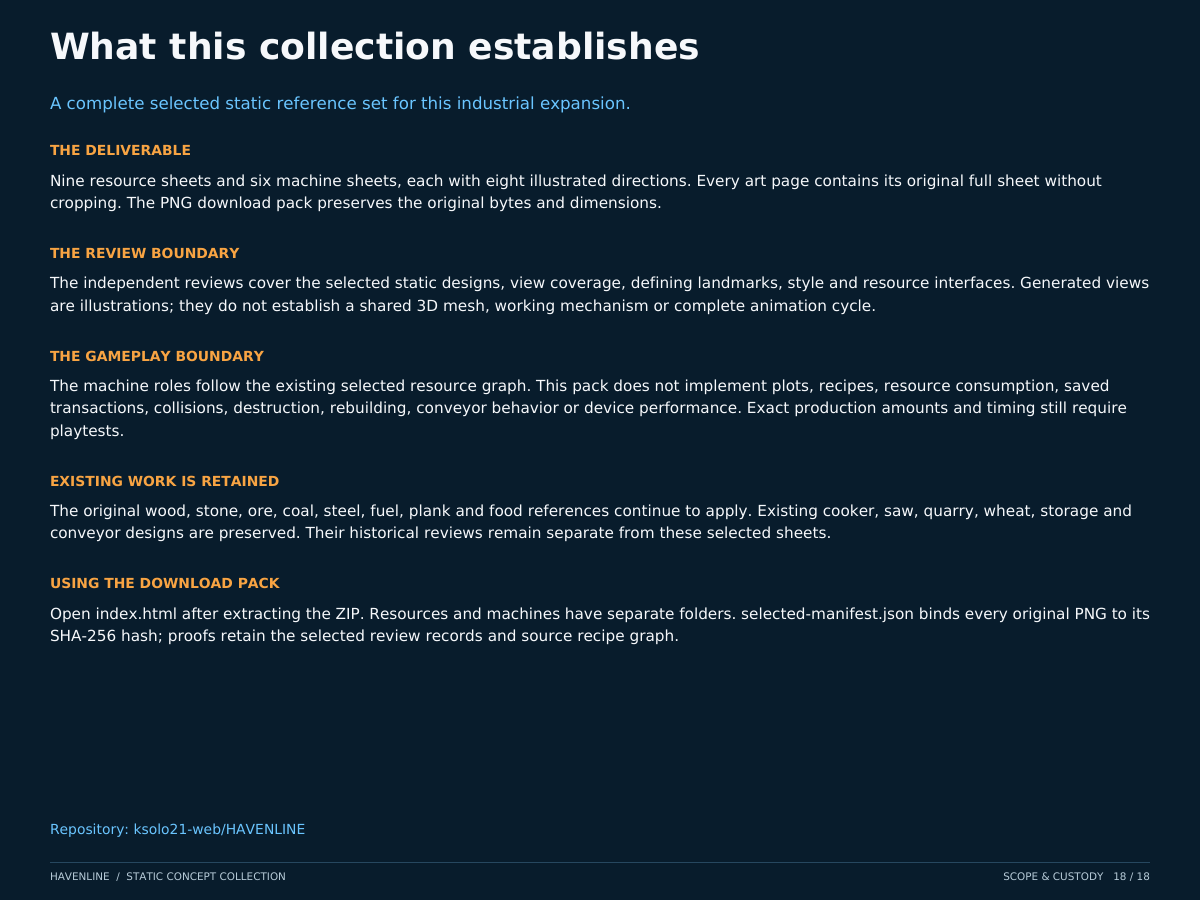 What this collection establishes
A complete selected static reference set for this industrial expansion.
THE DELIVERABLE
Nine resource sheets and six machine sheets, each with eight illustrated directions. Every art page contains its original full sheet without
cropping. The PNG download pack preserves the original bytes and dimensions.
THE REVIEW BOUNDARY
The independent reviews cover the selected static designs, view coverage, defining landmarks, style and resource interfaces. Generated views
are illustrations; they do not establish a shared 3D mesh, working mechanism or complete animation cycle.
THE GAMEPLAY BOUNDARY
The machine roles follow the existing selected resource graph. This pack does not implement plots, recipes, resource consumption, saved
transactions, collisions, destruction, rebuilding, conveyor behavior or device performance. Exact production amounts and timing still require
playtests.
EXISTING WORK IS RETAINED
The original wood, stone, ore, coal, steel, fuel, plank and food references continue to apply. Existing cooker, saw, quarry, wheat, storage and
conveyor designs are preserved. Their historical reviews remain separate from these selected sheets.
USING THE DOWNLOAD PACK
Open index.html after extracting the ZIP. Resources and machines have separate folders. selected-manifest.json binds every original PNG to its
SHA-256 hash; proofs retain the selected review records and source recipe graph.
Repository: ksolo21-web/HAVENLINE
HAVENLINE / STATIC CONCEPT COLLECTION
SCOPE & CUSTODY 18 / 18